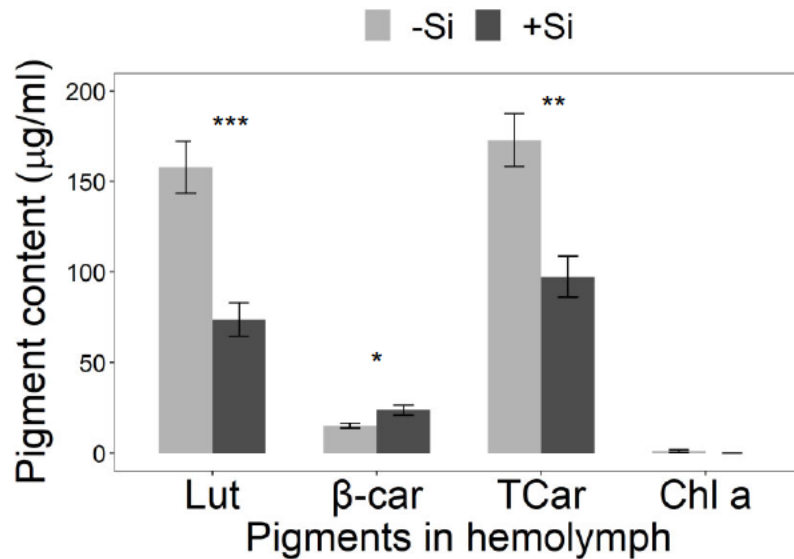 -Si +Si
Pigment content (μg/ml)
200
150
100
50
0
***
*
**
Lut β-car TCar Chl a
Pigments in hemolymph